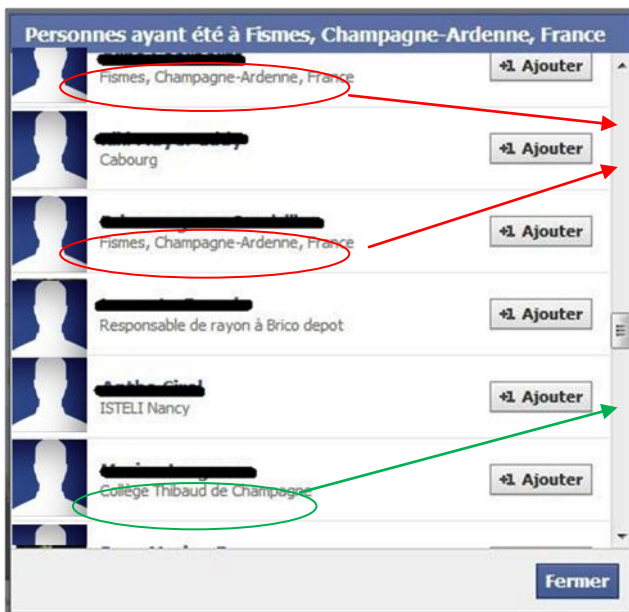 Personnes ayant été à Fismes, Champagne-Ardenne, France
Fismes, Champagne-Ardenne, France
+1 Ajouter
Cabourg
+1 Ajouter
Fismes, Champagne-Ardenne, France
+1 Ajouter
Responsable de rayon à Brico depot
+1 Ajouter
ISTELI Nancy
+1 Ajouter
Collège Thibaud de Champagne
+1 Ajouter
Fermer